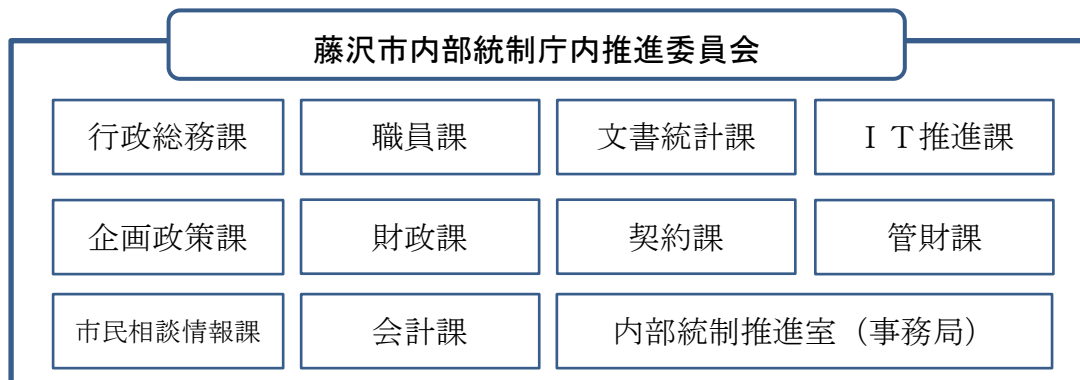 藤沢市内部統制庁内推進委員会
行政総務課
職員課
文書統計課
ＩＴ推進課
企画政策課
財政課
契約課
管財課
市民相談情報課
会計課
内部統制推進室（事務局）